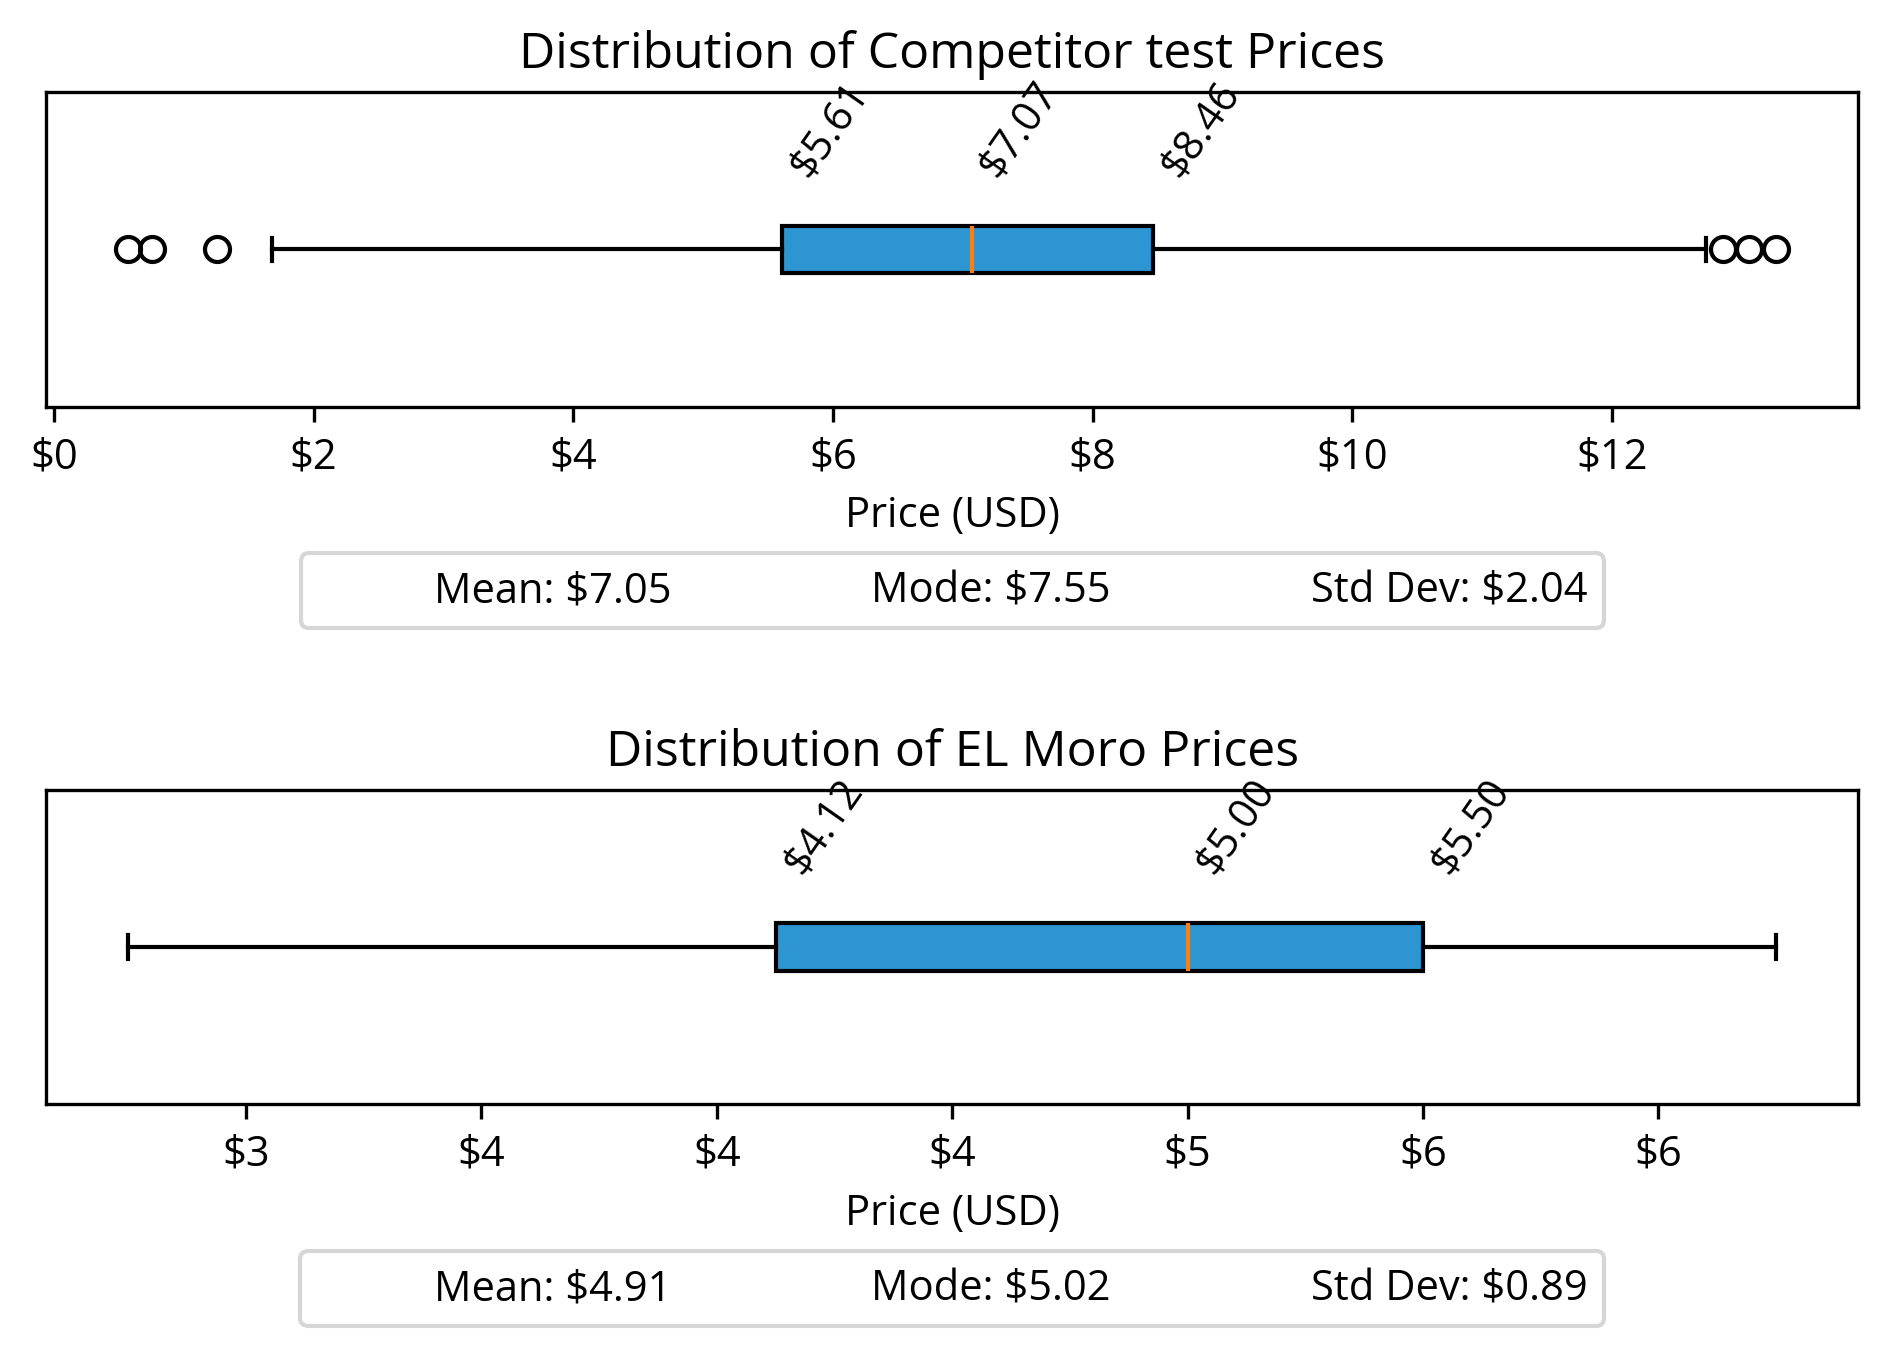 Distribution of Competitor test Prices
$5.61 $7.07 $8.46
$0 $2 $4 $6 $8 $10 $12
Price (USD)
Mean: $7.05 Mode: $7.55 Std Dev: $2.04
Distribution of EL Moro Prices
$4.12 $5.00 $5.50
$3 $4 $4 $4 $5 $6 $6
Price (USD)
Mean: $4.91 Mode: $5.02 Std Dev: $0.89